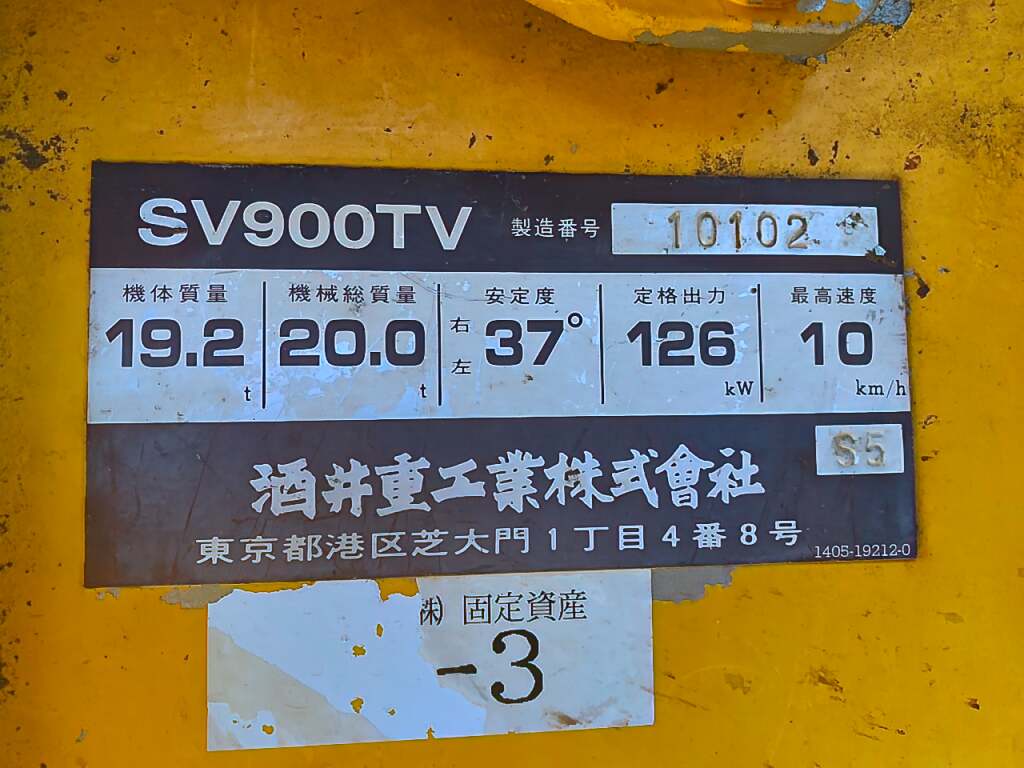 SV900TV 製造番号 10102
機体質量 機械総質量 安定度 定格出力 最高速度
19.2 t 20.0 t 右 左 37° 126 kW 10 km/h
S5
酒井重工業株式會社
東京都港区芝大門1丁目4番8号 1405-19212-0
㈱ 固定資産
-3